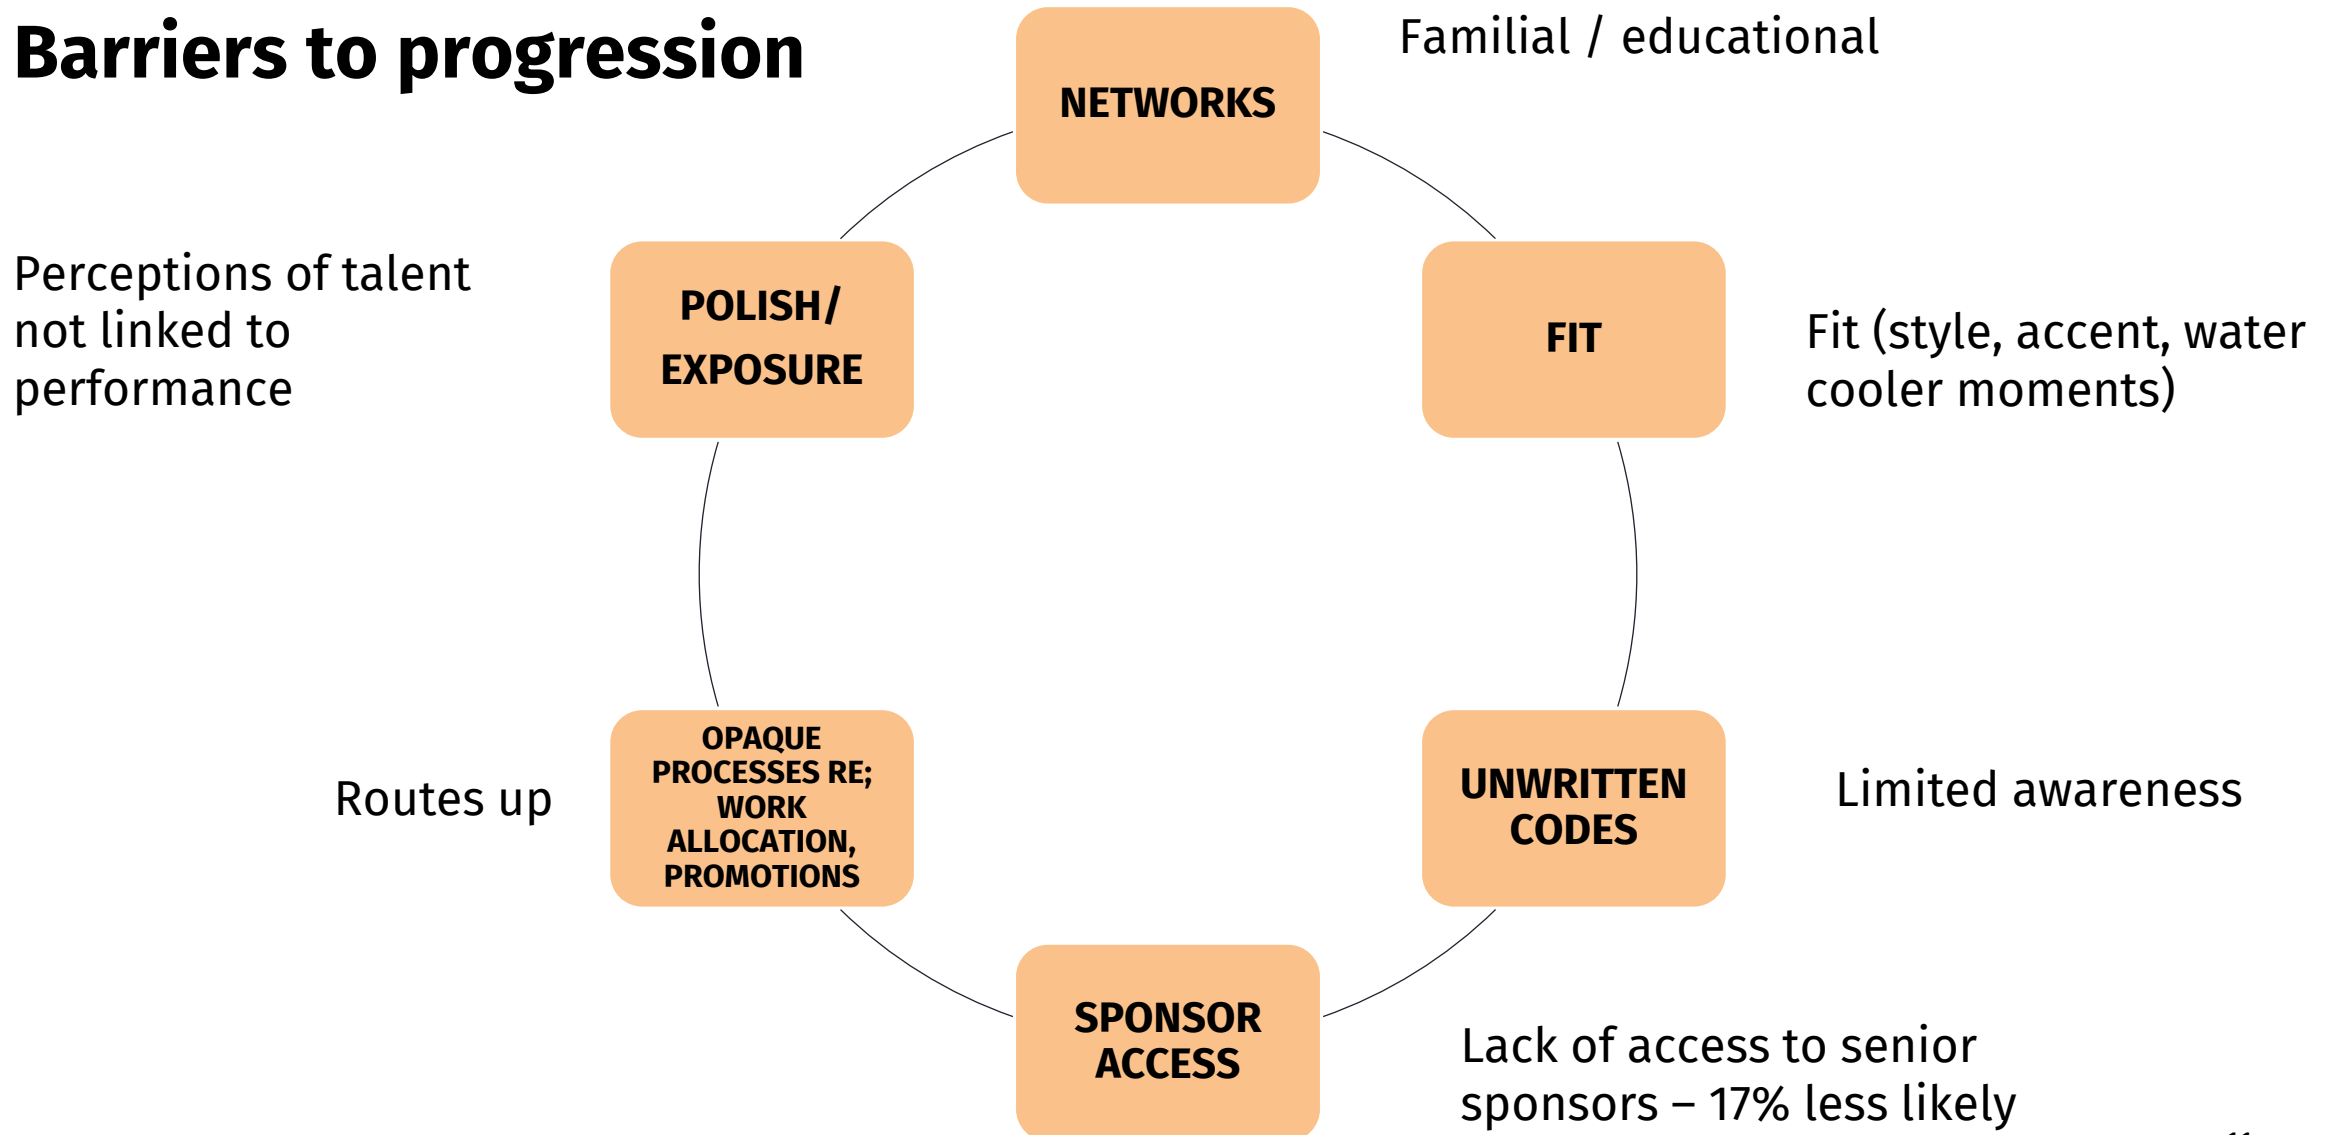 Barriers to progression
NETWORKS
Familial / educational
FIT
Fit (style, accent, water
cooler moments)
UNWRITTEN
CODES
Limited awareness
SPONSOR
ACCESS
Lack of access to senior
sponsors – 17% less likely
OPAQUE
PROCESSES RE;
WORK
ALLOCATION,
PROMOTIONS
Routes up
POLISH/
EXPOSURE
Perceptions of talent
not linked to
performance